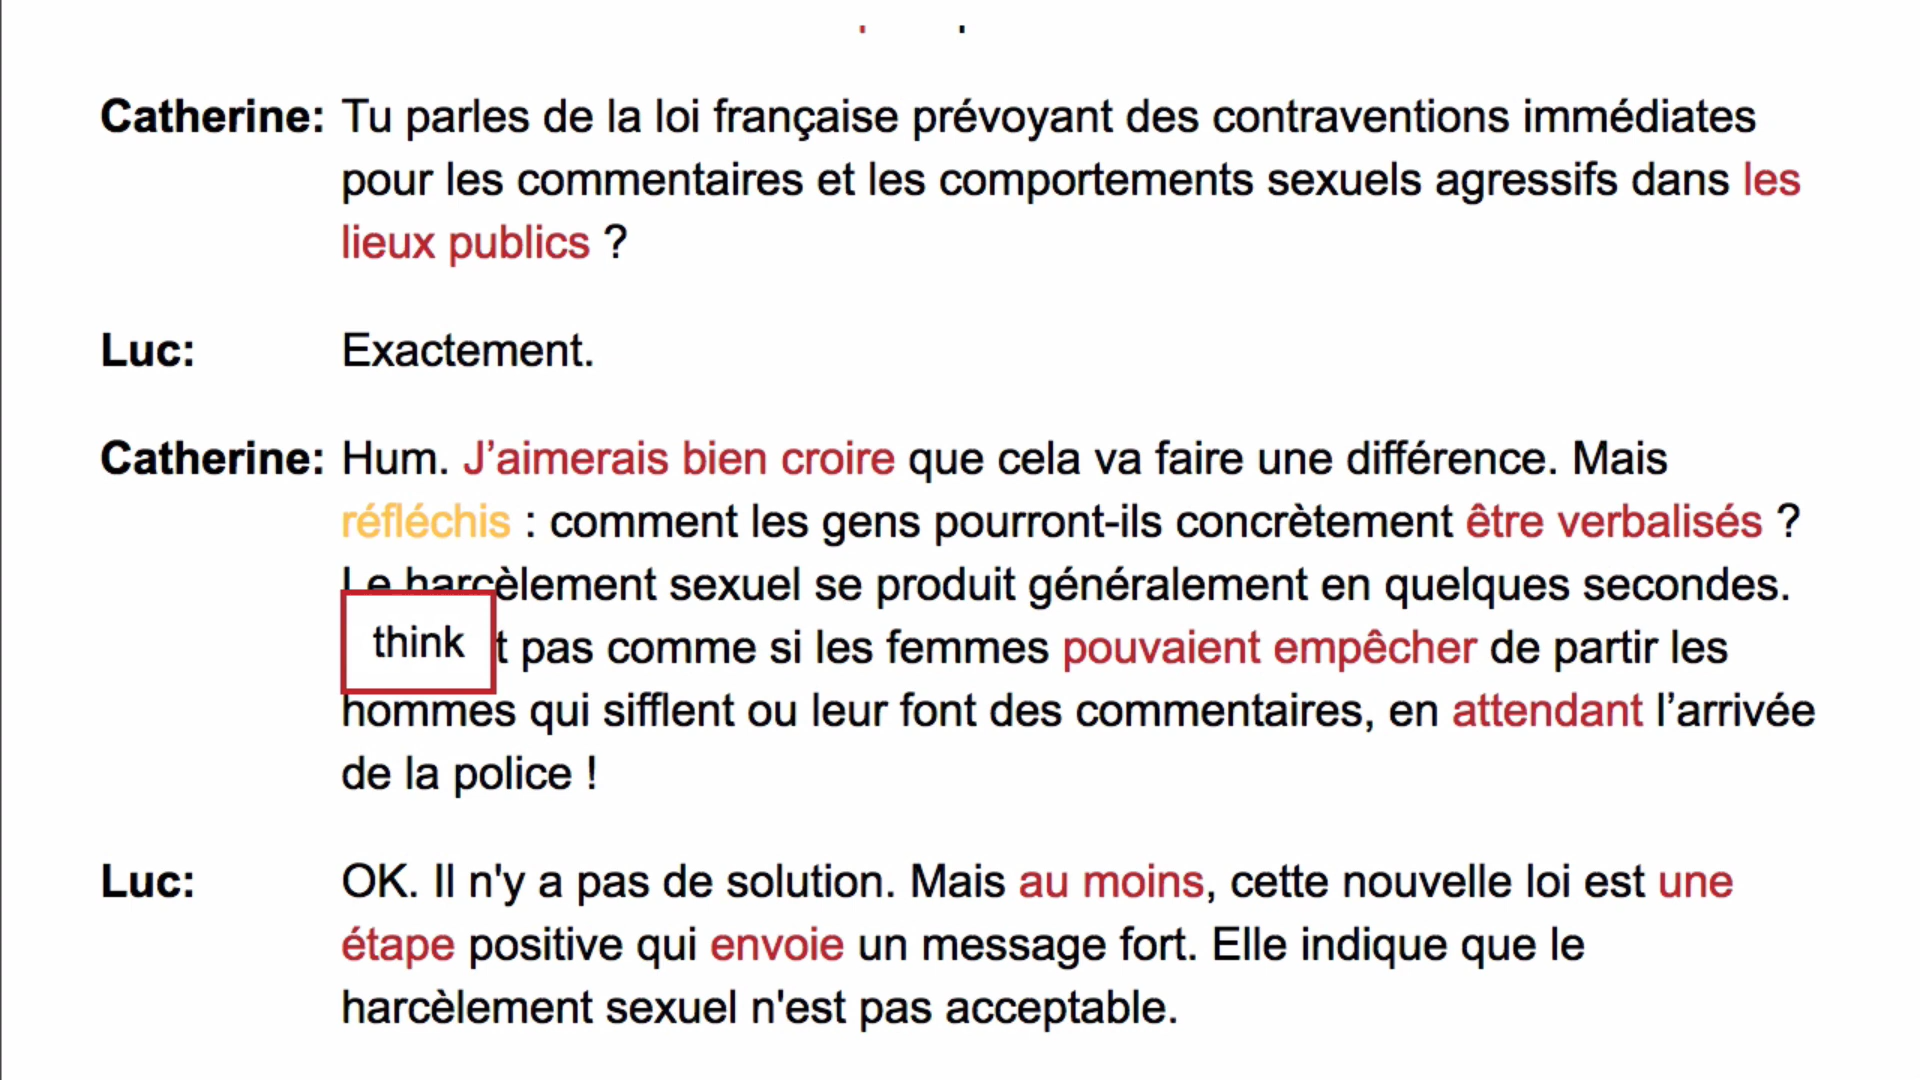 Catherine: Tu parles de la loi française prévoyant des contraventions immédiates
pour les commentaires et les comportements sexuels agressifs dans les
lieux publics ?
Luc: Exactement.
Catherine: Hum. J’aimerais bien croire que cela va faire une différence. Mais
réfléchis : comment les gens pourront-ils concrètement être verbalisés ?
Le harcèlement sexuel se produit généralement en quelques secondes.
think
t pas comme si les femmes pouvaient empêcher de partir les
hommes qui sifflent ou leur font des commentaires, en attendant l’arrivée
de la police !
Luc: OK. Il n'y a pas de solution. Mais au moins, cette nouvelle loi est une
étape positive qui envoie un message fort. Elle indique que le
harcèlement sexuel n'est pas acceptable.